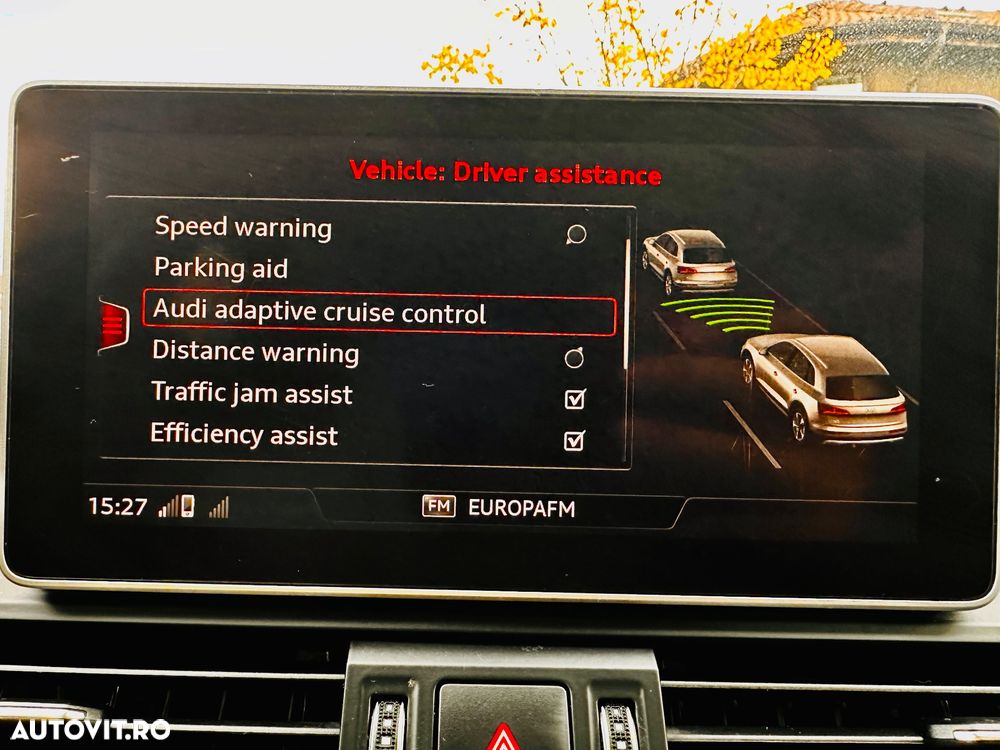 Vehicle: Driver assistance
Speed warning
Parking aid
Audi adaptive cruise control
Distance warning
Traffic jam assist
Efficiency assist
15:27 FM EUROPAFM
AUTOVIT.RO